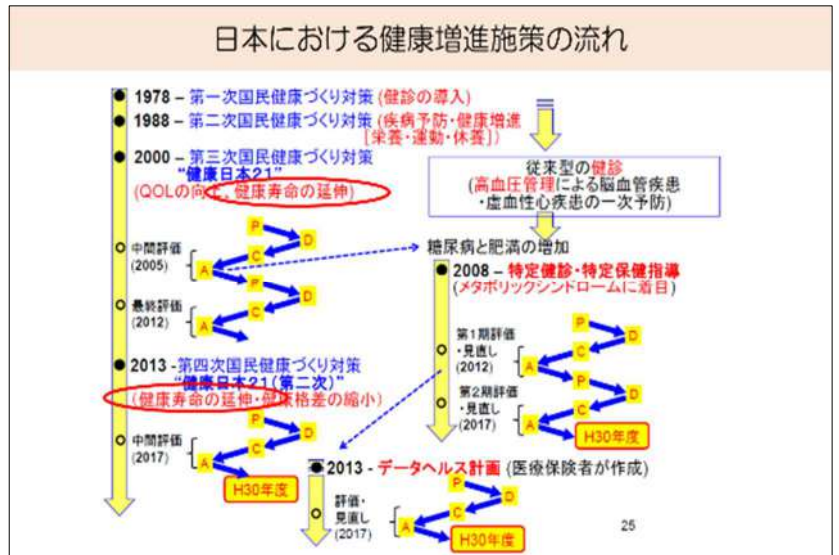 日本における健康増進施策の流れ
1978 – 第一次国民健康づくり対策 (健診の導入)
1988 – 第二次国民健康づくり対策 (疾病予防・健康増進
[栄養・運動・休養])
2000 – 第三次国民健康づくり対策
“健康日本21”
(QOLの向上、健康寿命の延伸)
P
D
中間評価
(2005)
C
A
P
D
最終評価
(2012)
C
A
2013 -第四次国民健康づくり対策
“健康日本21(第二次)”
(健康寿命の延伸・健康格差の縮小)
P
D
中間評価
(2017)
C
A
H30年度
従来型の健診
(高血圧管理による脳血管疾患
・虚血性心疾患の一次予防)
糖尿病と肥満の増加
2008 – 特定健診・特定保健指導
(メタボリックシンドロームに着目)
P
D
第1期評価
・見直し
(2012)
C
A
P
D
第2期評価
・見直し
(2017)
C
A
H30年度
2013 - データヘルス計画 (医療保険者が作成)
P
D
評価・
見直し
(2017)
C
A
H30年度
25